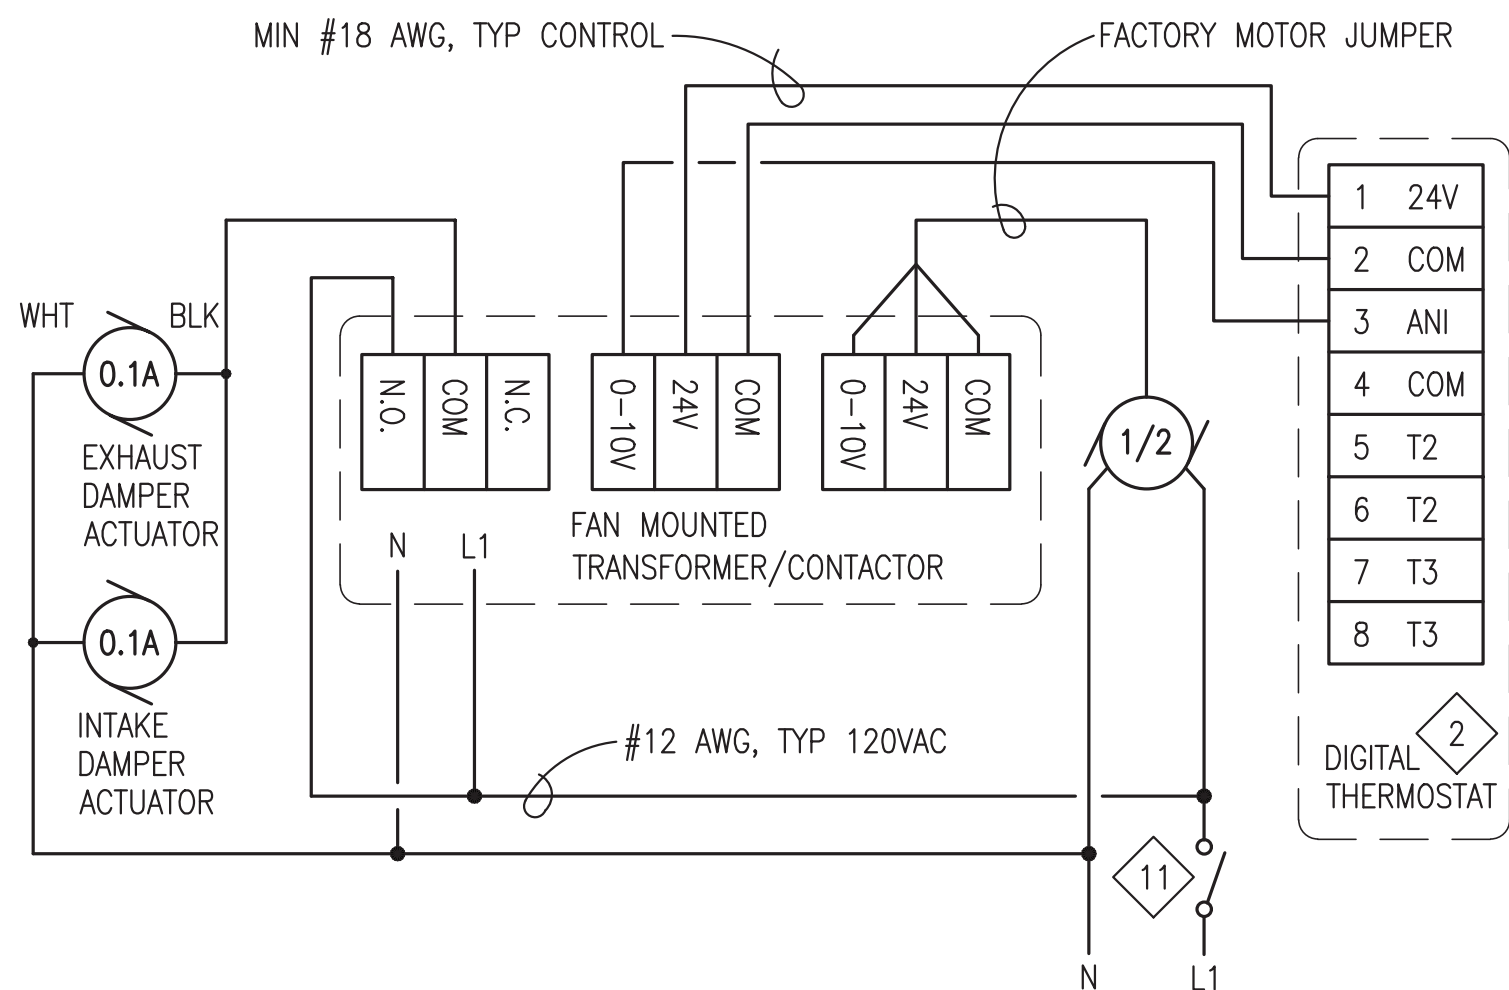 MIN #18 AWG, TYP CONTROL
FACTORY MOTOR JUMPER
1 24V
2 COM
3 ANI
4 COM
5 T2
6 T2
7 T3
8 T3
WHT
BLK
0.1A
EXHAUST
DAMPER
ACTUATOR
N.O.
COM
N.C.
0-10V
24V
COM
0-10V
24V
COM
1/2
N
L1
FAN MOUNTED
TRANSFORMER/CONTACTOR
0.1A
INTAKE
DAMPER
ACTUATOR
#12 AWG, TYP 120VAC
2
DIGITAL
THERMOSTAT
11
N
L1